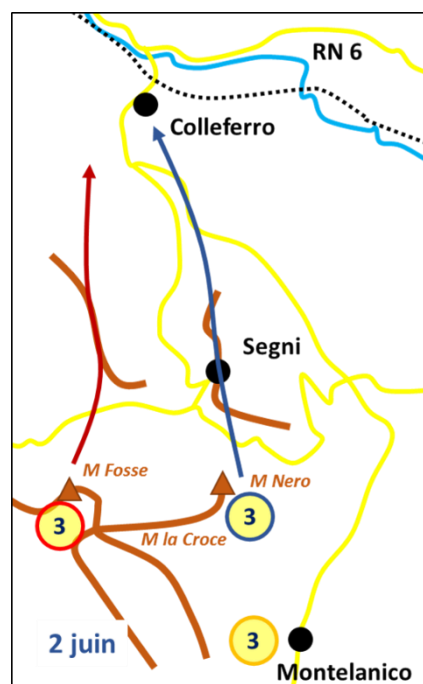 RN 6
Colleferro
Segni
M Fosse
M Nero
3
3
M la Croce
2 juin
3
Montelanico